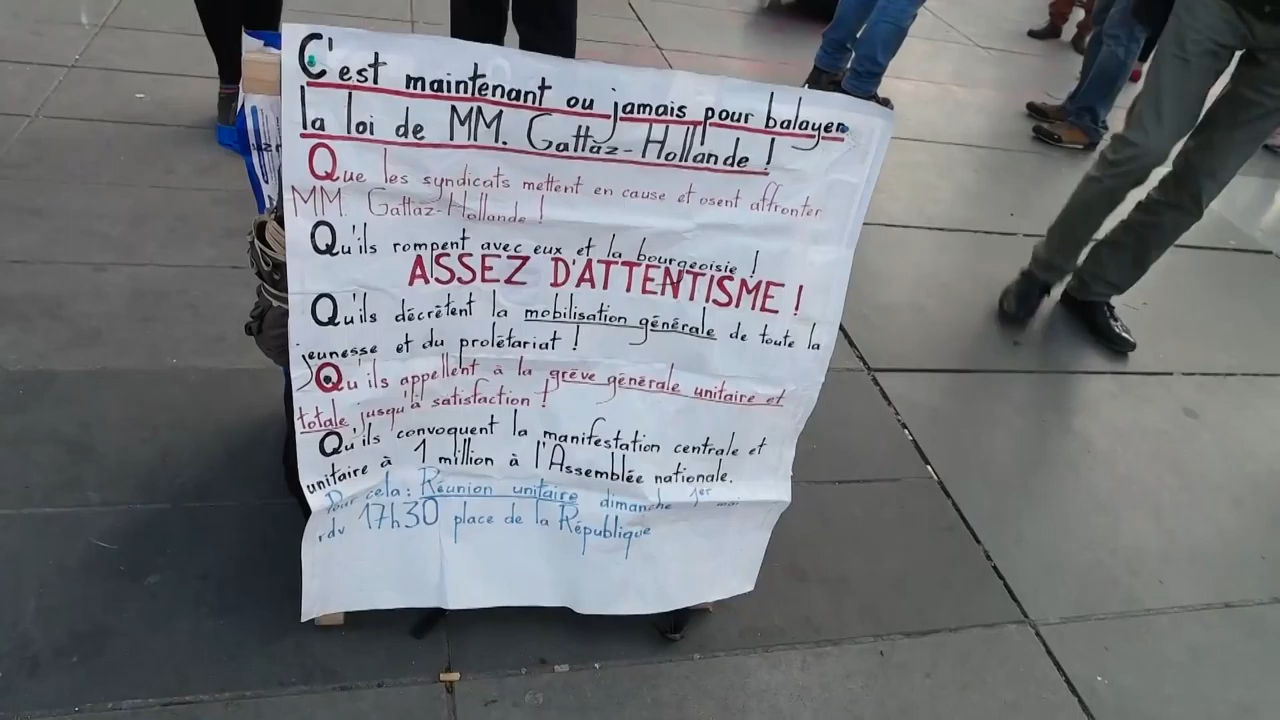 C'est maintenant ou jamais pour balayer
la loi de MM. Gattaz-Hollande !
Que les syndicats mettent en cause et osent affronter
MM. Gattaz-Hollande !
Qu'ils rompent avec eux et la bourgeoisie !
ASSEZ D'ATTENTISME !
Qu'ils décrètent la mobilisation générale de toute la
jeunesse et du prolétariat !
Qu'ils appellent à la grève générale unitaire et
totale, jusqu'à satisfaction !
Qu'ils convoquent la manifestation centrale et
unitaire à 1 million à l'Assemblée nationale.
Pour cela : Réunion unitaire dimanche 1er mai
rdv 17h30 place de la République